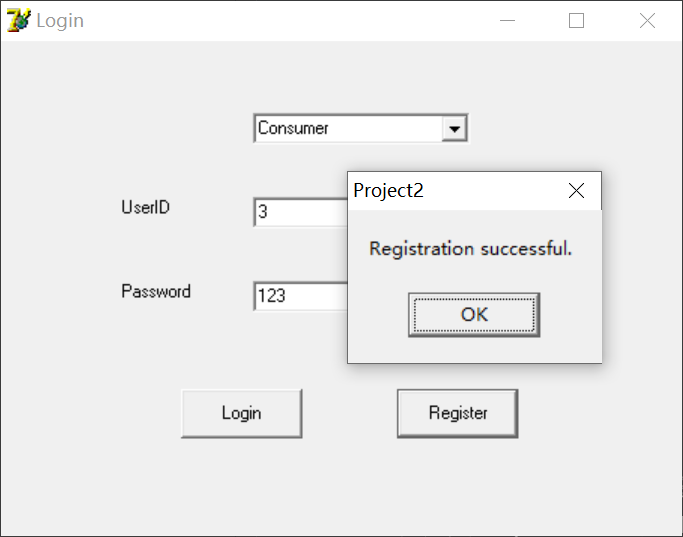 Login
Consumer
UserID
3
Project2
Registration successful.
OK
Password
123
Login
Register